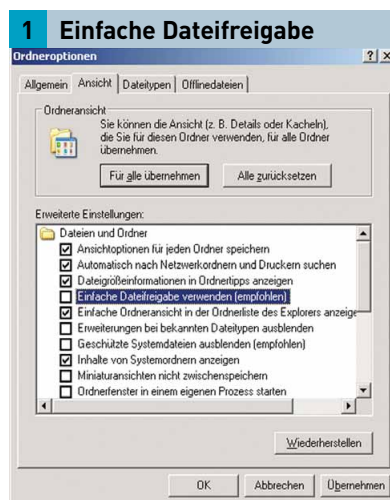 1 Einfache Dateifreigabe
Ordneroptionen
Allgemein Ansicht Dateitypen Offlinedateien
Ordneransicht
Sie können die Ansicht (z. B. Details oder Kacheln),
die Sie für diesen Ordner verwenden, für alle Ordner
übernehmen.
Für alle übernehmen Alle zurücksetzen
Erweiterte Einstellungen:
Dateien und Ordner
Ansichtoptionen für jeden Ordner speichern
Automatisch nach Netzwerkordnern und Druckern suchen
Dateigrößeinformationen in Ordnertipps anzeigen
Einfache Dateifreigabe verwenden (empfohlen)
Einfache Ordneransicht in der Ordnerliste des Explorers anzeige
Erweiterungen bei bekannten Dateitypen ausblenden
Geschützte Systemdateien ausblenden (empfohlen)
Inhalte von Systemordnern anzeigen
Miniaturansichten nicht zwischenspeichern
Ordnerfenster in einem eigenen Prozess starten
Wiederherstellen
OK Abbrechen Übernehmen